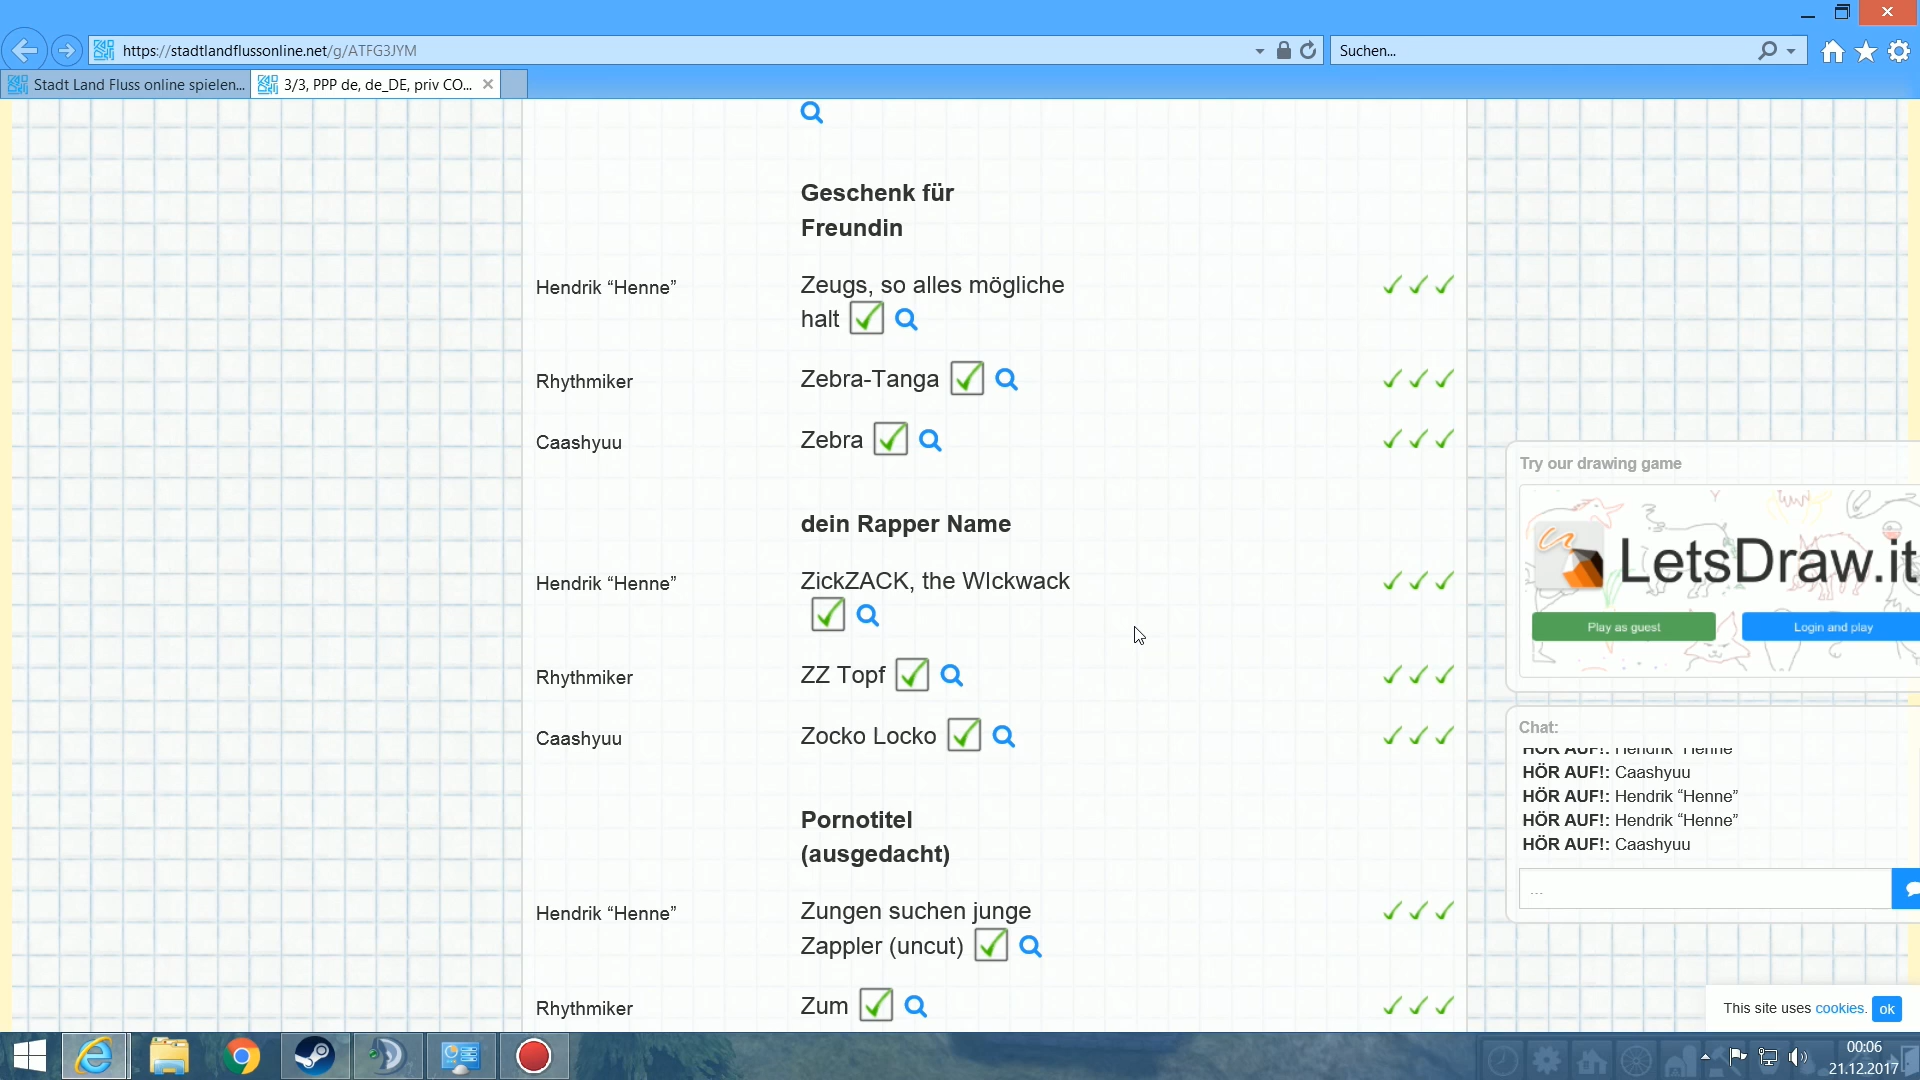 https://stadtlandflussonline.net/g/ATFG3JYM
Suchen...
Stadt Land Fluss online spielen...
3/3, PPP de, de_DE, priv CO...
Geschenk für
Freundin
Hendrik “Henne”
Zeugs, so alles mögliche
halt
Rhythmiker
Zebra-Tanga
Caashyuu
Zebra
dein Rapper Name
Hendrik “Henne”
ZickZACK, the WIckwack
Rhythmiker
ZZ Topf
Caashyuu
Zocko Locko
Pornotitel
(ausgedacht)
Hendrik “Henne”
Zungen suchen junge
Zappler (uncut)
Rhythmiker
Zum
Try our drawing game
LetsDraw.it
Play as guest
Login and play
Chat:
HÖR AUF!: Hendrik “Henne”
HÖR AUF!: Caashyuu
HÖR AUF!: Hendrik “Henne”
HÖR AUF!: Hendrik “Henne”
HÖR AUF!: Caashyuu
...
This site uses cookies. ok
00:06
21.12.2017